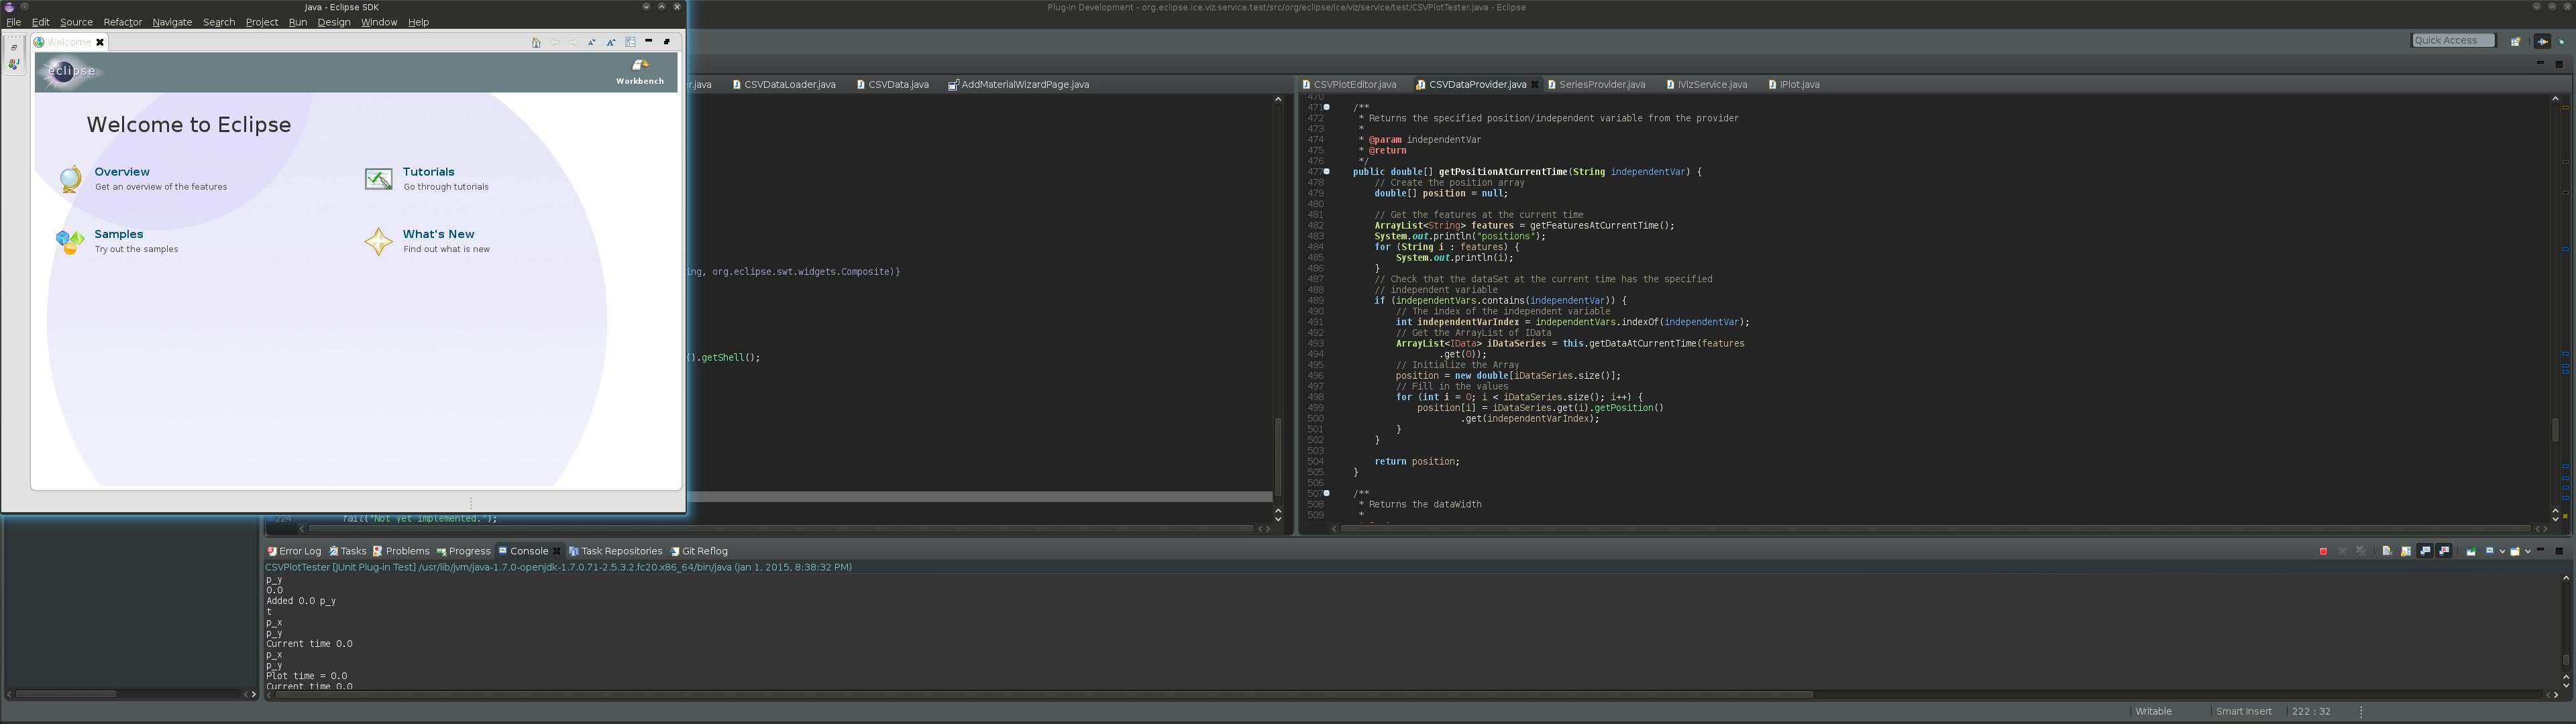 Java - Eclipse SDK
File Edit Source Refactor Navigate Search Project Run Design Window Help
Welcome
eclipse
Workbench
Welcome to Eclipse
Overview
Get an overview of the features
Tutorials
Go through tutorials
Samples
Try out the samples
What's New
Find out what is new
Plug-in Development - org.eclipse.ice.viz.service.test/src/org/eclipse/ice/viz/service/test/CSVPlotTester.java - Eclipse
Quick Access
r.java CSVDataLoader.java CSVData.java AddMaterialWizardPage.java
ing, org.eclipse.swt.widgets.Composite)}
().getShell();
224 fail("Not yet implemented.");
CSVPlotEditor.java CSVDataProvider.java SeriesProvider.java IVizService.java IPlot.java
470
471 /**
472 * Returns the specified position/independent variable from the provider
473 *
474 * @param independentVar
475 * @return
476 */
477 public double[] getPositionAtCurrentTime(String independentVar) {
478 // Create the position array
479 double[] position = null;
480
481 // Get the features at the current time
482 ArrayList<String> features = getFeaturesAtCurrentTime();
483 System.out.println("positions");
484 for (String i : features) {
485 System.out.println(i);
486 }
487 // Check that the dataSet at the current time has the specified
488 // independent variable
489 if (independentVars.contains(independentVar)) {
490 // The index of the independent variable
491 int independentVarIndex = independentVars.indexOf(independentVar);
492 // Get the ArrayList of IData
493 ArrayList<IData> iDataSeries = this.getDataAtCurrentTime(features
494 .get(0));
495 // Initialize the Array
496 position = new double[iDataSeries.size()];
497 // Fill in the values
498 for (int i = 0; i < iDataSeries.size(); i++) {
499 position[i] = iDataSeries.get(i).getPosition()
500 .get(independentVarIndex);
501 }
502 }
503
504 return position;
505 }
506
507 /**
508 * Returns the dataWidth
509 *
Error Log Tasks Problems Progress Console Task Repositories Git Reflog
CSVPlotTester [JUnit Plug-in Test] /usr/lib/jvm/java-1.7.0-openjdk-1.7.0.71-2.5.3.2.fc20.x86_64/bin/java (Jan 1, 2015, 8:38:32 PM)
p_y
0.0
Added 0.0 p_y
t
p_x
p_y
Current time 0.0
p_x
p_y
Plot time = 0.0
Current time 0.0
Writable Smart Insert 222 : 32